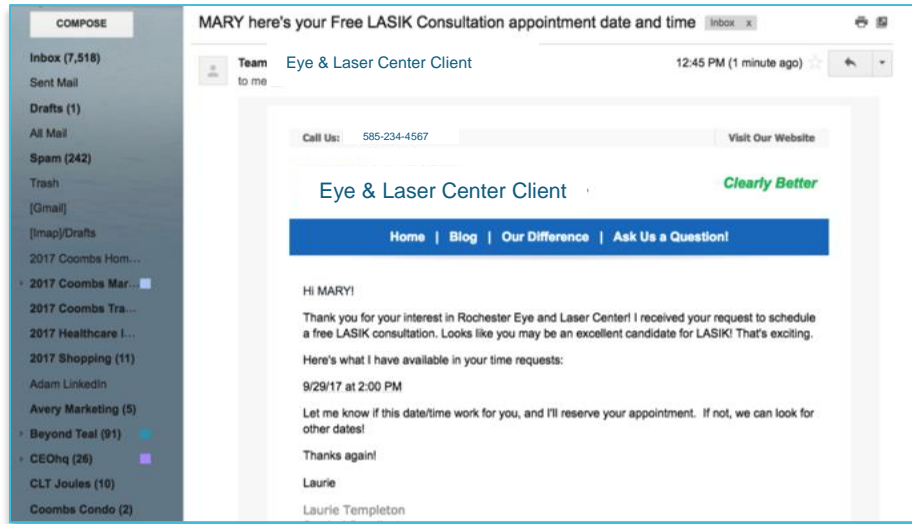 COMPOSE
MARY here's your Free LASIK Consultation appointment date and time Inbox x
Inbox (7,518)
Sent Mail
Drafts (1)
All Mail
Spam (242)
Trash
[Gmail]
[Imap]/Drafts
2017 Coombs Hom...
2017 Coombs Mar...
2017 Coombs Tra...
2017 Healthcare I...
2017 Shopping (11)
Adam LinkedIn
Avery Marketing (5)
Beyond Teal (91)
CEOhq (26)
CLT Joules (10)
Coombs Condo (2)
Team Eye & Laser Center Client 12:45 PM (1 minute ago)
to me
Call Us: 585-234-4567 Visit Our Website
Eye & Laser Center Client
Clearly Better
Home | Blog | Our Difference | Ask Us a Question!
Hi MARY!
Thank you for your interest in Rochester Eye and Laser Center! I received your request to schedule
a free LASIK consultation. Looks like you may be an excellent candidate for LASIK! That's exciting.
Here's what I have available in your time requests:
9/29/17 at 2:00 PM
Let me know if this date/time work for you, and I'll reserve your appointment. If not, we can look for
other dates!
Thanks again!
Laurie
Laurie Templeton